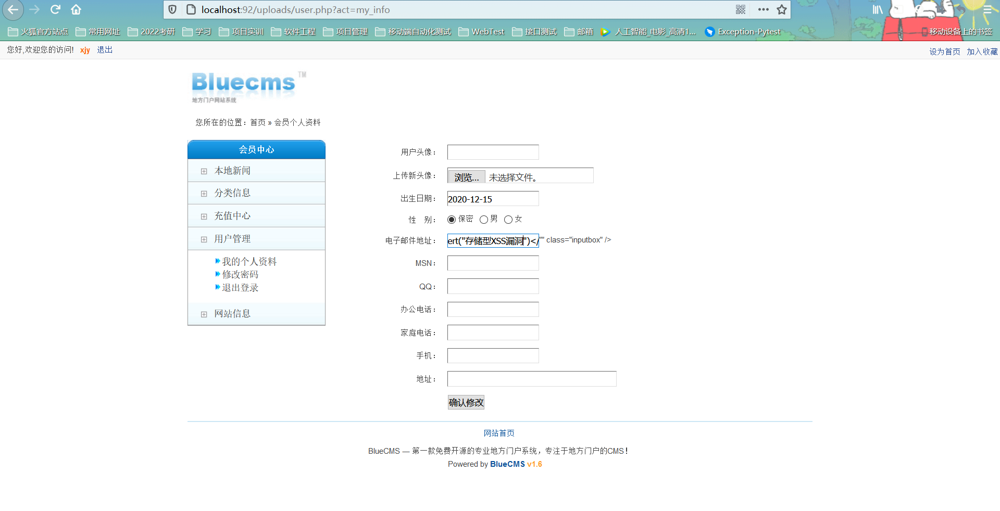 localhost:92/uploads/user.php?act=my_info
火狐官方站点 常用网址 2022考研 学习 项目实训 软件工程 项目管理 移动端自动化测试 WebTest 接口测试 邮箱 人工智能_电影_高清1... Exception-Pytest 移动设备上的书签
您好,欢迎您的访问! xjy 退出 设为首页 加入收藏
Bluecms TM
地方门户网站系统
您所在的位置：首页 » 会员个人资料
会员中心
本地新闻
分类信息
充值中心
用户管理
我的个人资料
修改密码
退出登录
网站信息
用户头像：
上传新头像： 浏览... 未选择文件。
出生日期： 2020-12-15
性 别： 保密 男 女
电子邮件地址： ert("存储型XSS漏洞")</"" class="inputbox" />
MSN：
QQ：
办公电话：
家庭电话：
手机：
地址：
确认修改
网站首页
BlueCMS — 第一款免费开源的专业地方门户系统，专注于地方门户的CMS！
Powered by BlueCMS v1.6